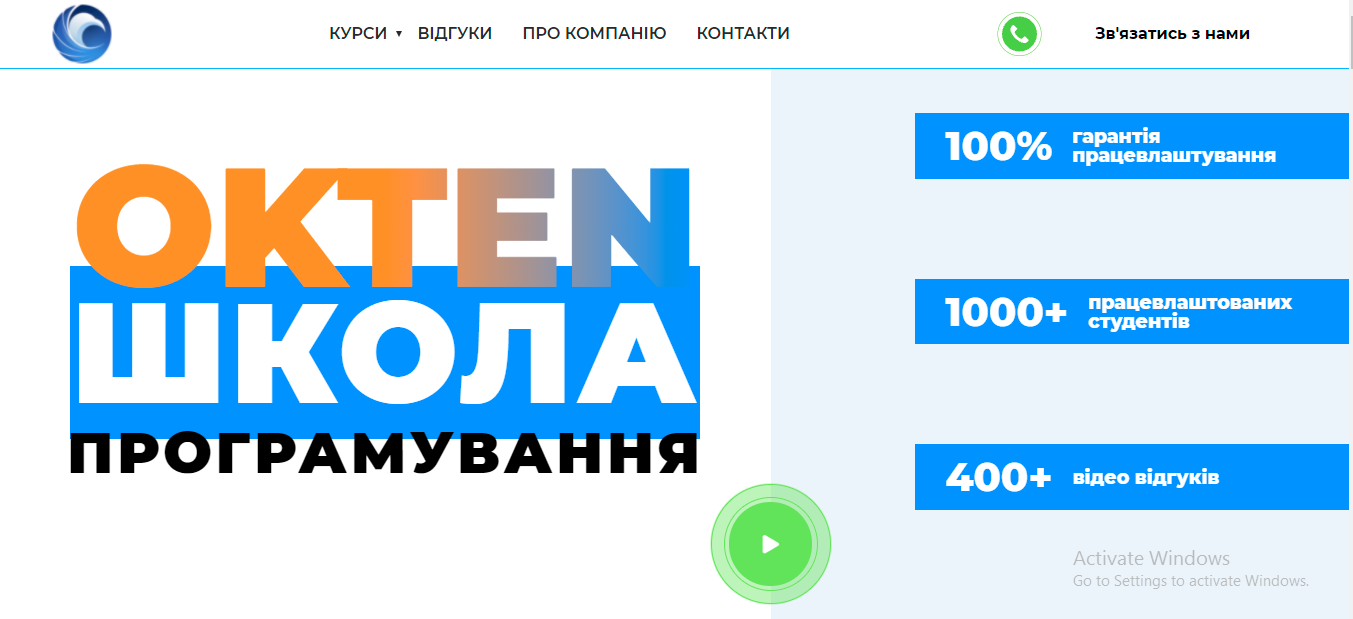 КУРСИ ▼ ВІДГУКИ ПРО КОМПАНІЮ КОНТАКТИ Зв'язатись з нами
OKTEN
ШКОЛА
ПРОГРАМУВАННЯ
100% гарантія
працевлаштування
1000+ працевлаштованих
студентів
400+ відео відгуків
Activate Windows
Go to Settings to activate Windows.